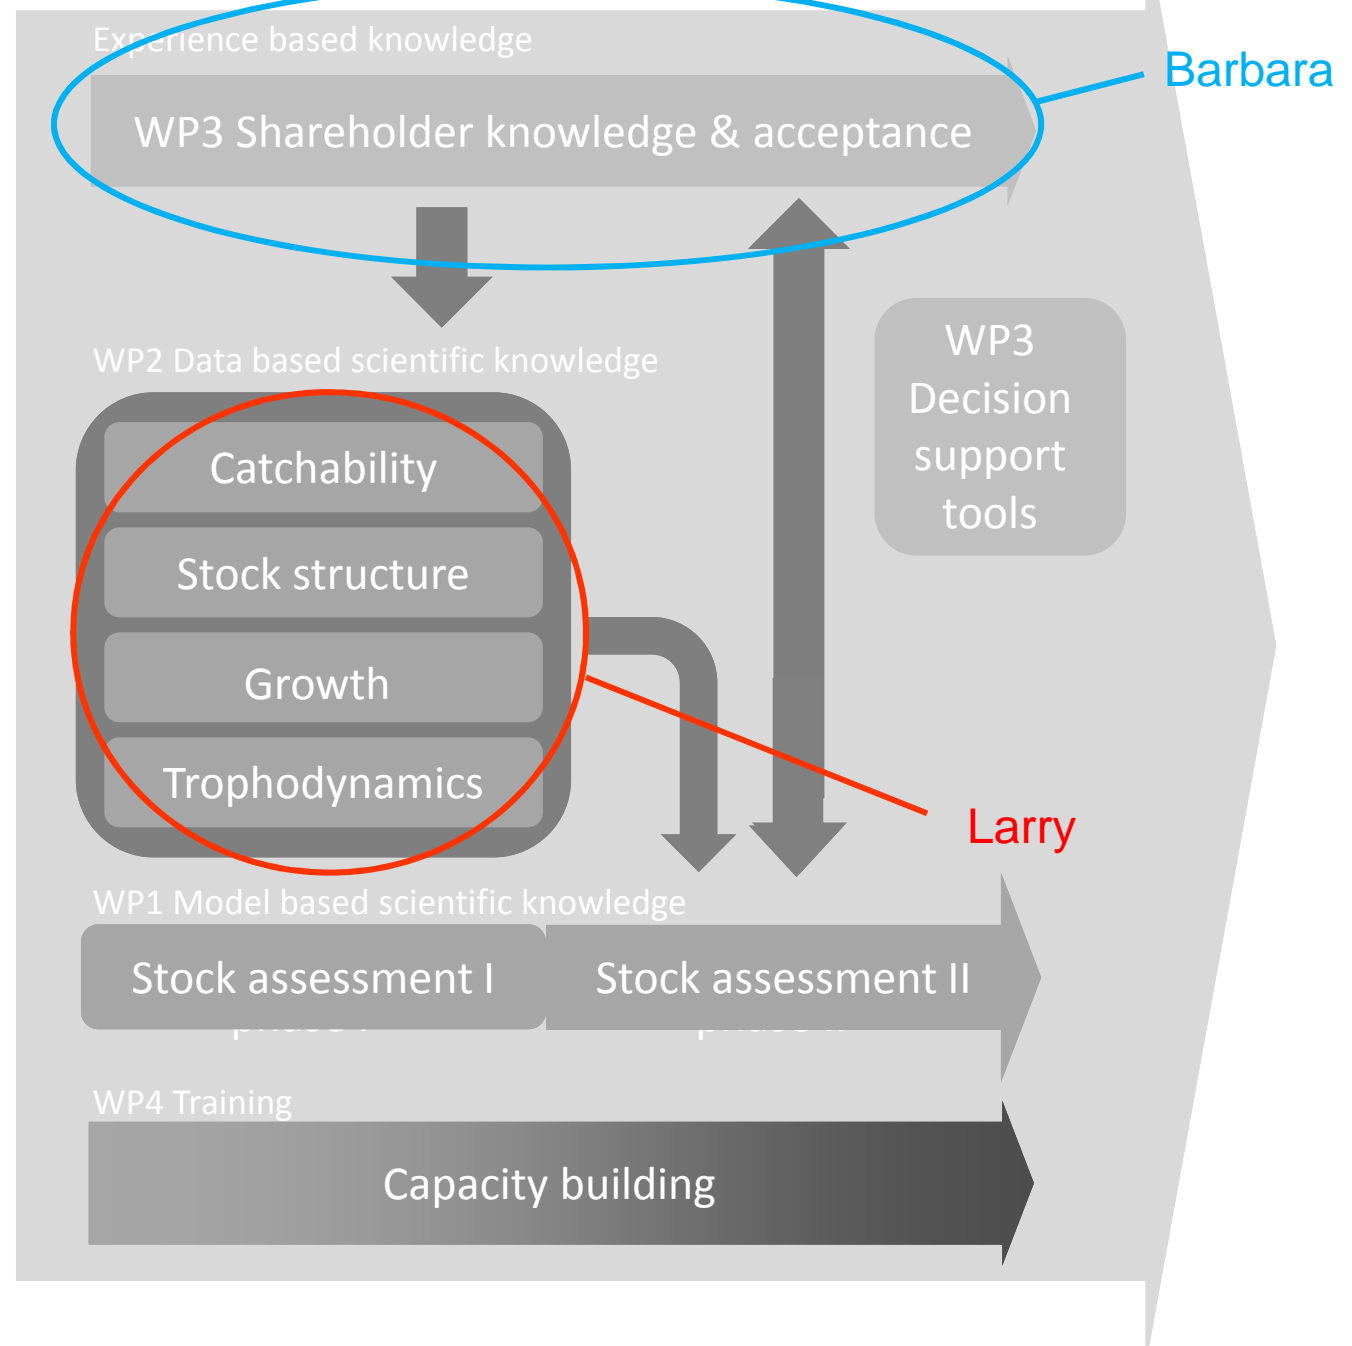 Experience based knowledge
Barbara
WP3 Shareholder knowledge & acceptance
WP3
Decision
support
tools
WP2 Data based scientific knowledge
Catchability
Stock structure
Growth
Trophodynamics
Larry
WP1 Model based scientific knowledge
Stock assessment I
Stock assessment II
WP4 Training
Capacity building